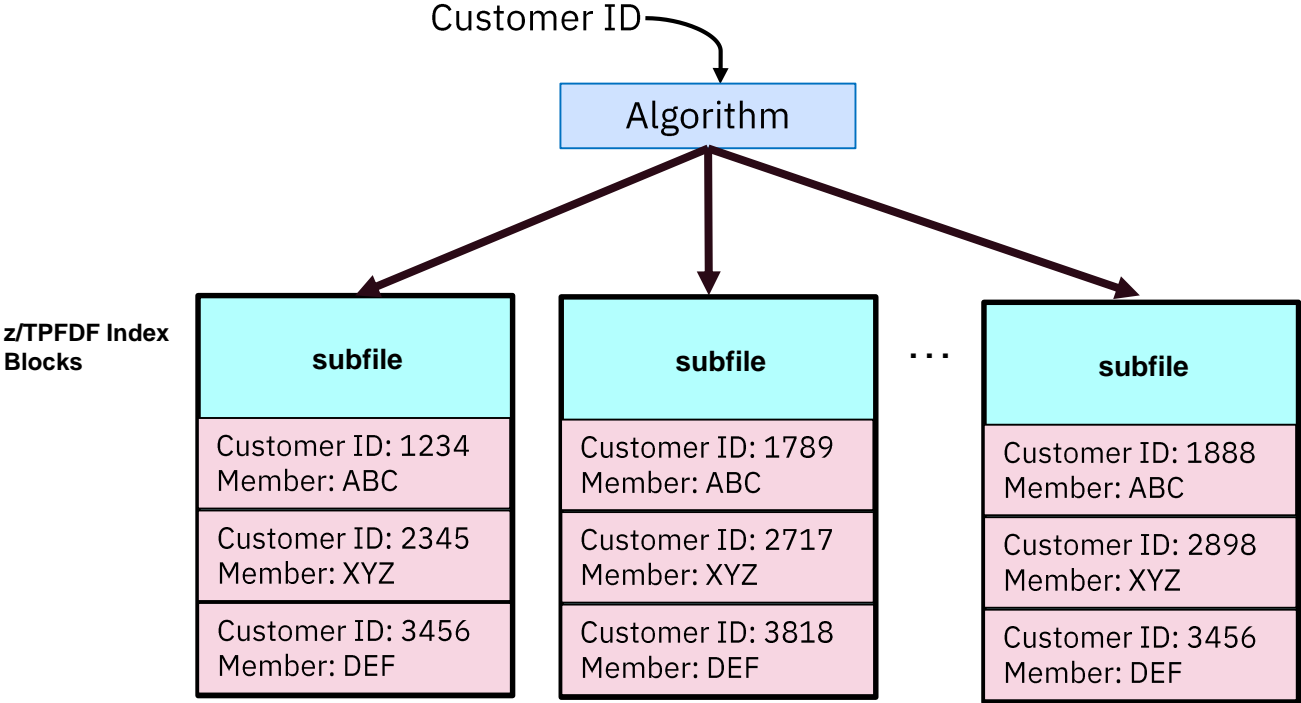 Customer ID
Algorithm
z/TPFDF Index
Blocks
subfile
Customer ID: 1234
Member: ABC
Customer ID: 2345
Member: XYZ
Customer ID: 3456
Member: DEF
subfile
Customer ID: 1789
Member: ABC
Customer ID: 2717
Member: XYZ
Customer ID: 3818
Member: DEF
...
subfile
Customer ID: 1888
Member: ABC
Customer ID: 2898
Member: XYZ
Customer ID: 3456
Member: DEF